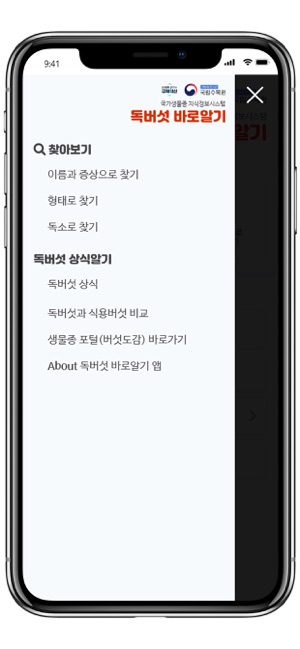 9:41
국립수목원
국가생물종 지식정보시스템
독버섯 바로알기
찾아보기
이름과 증상으로 찾기
형태로 찾기
독소로 찾기
독버섯 상식알기
독버섯 상식
독버섯과 식용버섯 비교
생물종 포털(버섯도감) 바로가기
About 독버섯 바로알기 앱